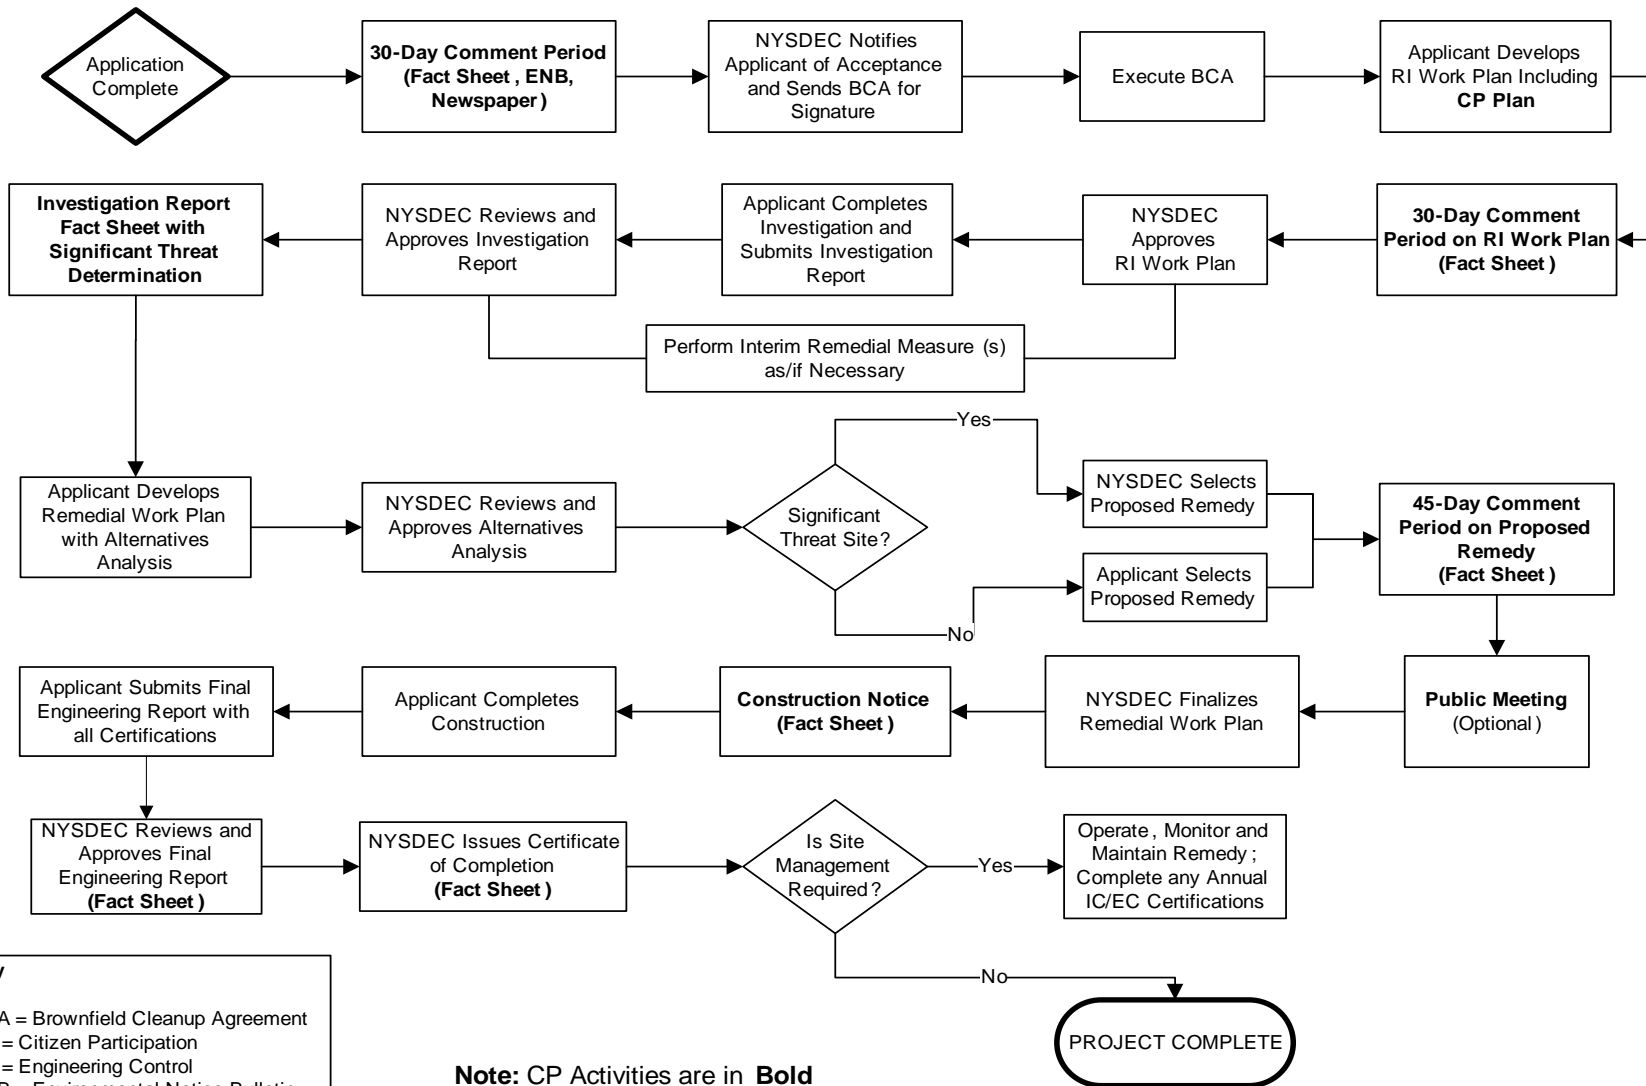 Application
Complete
30-Day Comment Period
(Fact Sheet, ENB,
Newspaper)
NYSDEC Notifies
Applicant of Acceptance
and Sends BCA for
Signature
Execute BCA
Applicant Develops
RI Work Plan Including
CP Plan
30-Day Comment
Period on RI Work Plan
(Fact Sheet)
NYSDEC
Approves
RI Work Plan
Applicant Completes
Investigation and
Submits Investigation
Report
NYSDEC Reviews and
Approves Investigation
Report
Investigation Report
Fact Sheet with
Significant Threat
Determination
Perform Interim Remedial Measure (s)
as/if Necessary
Applicant Develops
Remedial Work Plan
with Alternatives
Analysis
NYSDEC Reviews and
Approves Alternatives
Analysis
Significant
Threat Site?
Yes
No
NYSDEC Selects
Proposed Remedy
Applicant Selects
Proposed Remedy
45-Day Comment
Period on Proposed
Remedy
(Fact Sheet)
Public Meeting
(Optional)
NYSDEC Finalizes
Remedial Work Plan
Construction Notice
(Fact Sheet)
Applicant Completes
Construction
Applicant Submits Final
Engineering Report with
all Certifications
NYSDEC Reviews and
Approves Final
Engineering Report
(Fact Sheet)
NYSDEC Issues Certificate
of Completion
(Fact Sheet)
Is Site
Management
Required?
Yes
Operate, Monitor and
Maintain Remedy;
Complete any Annual
IC/EC Certifications
No
PROJECT COMPLETE
= Brownfield Cleanup Agreement
= Citizen Participation
= Engineering Control
Note: CP Activities are in Bold